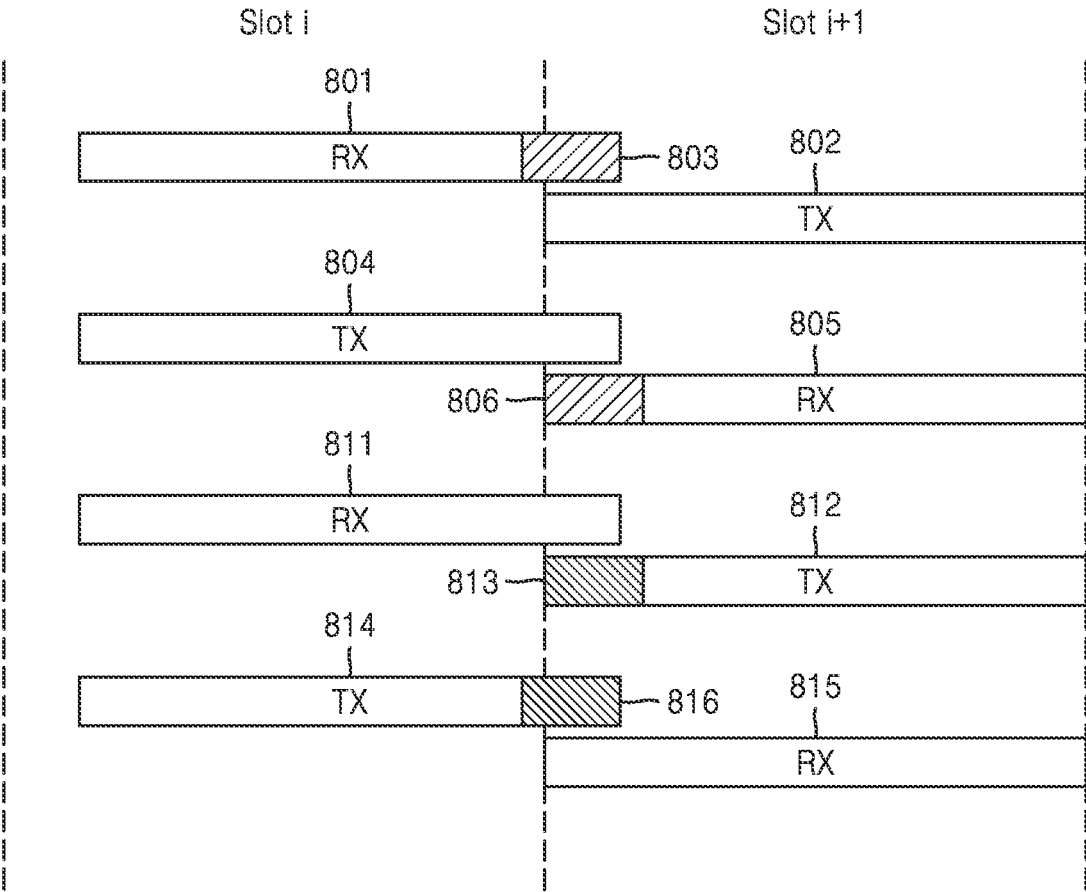 Slot i
Slot i+1
801
RX
803
802
TX
804
TX
805
806
RX
811
RX
812
813
TX
814
TX
816
815
RX